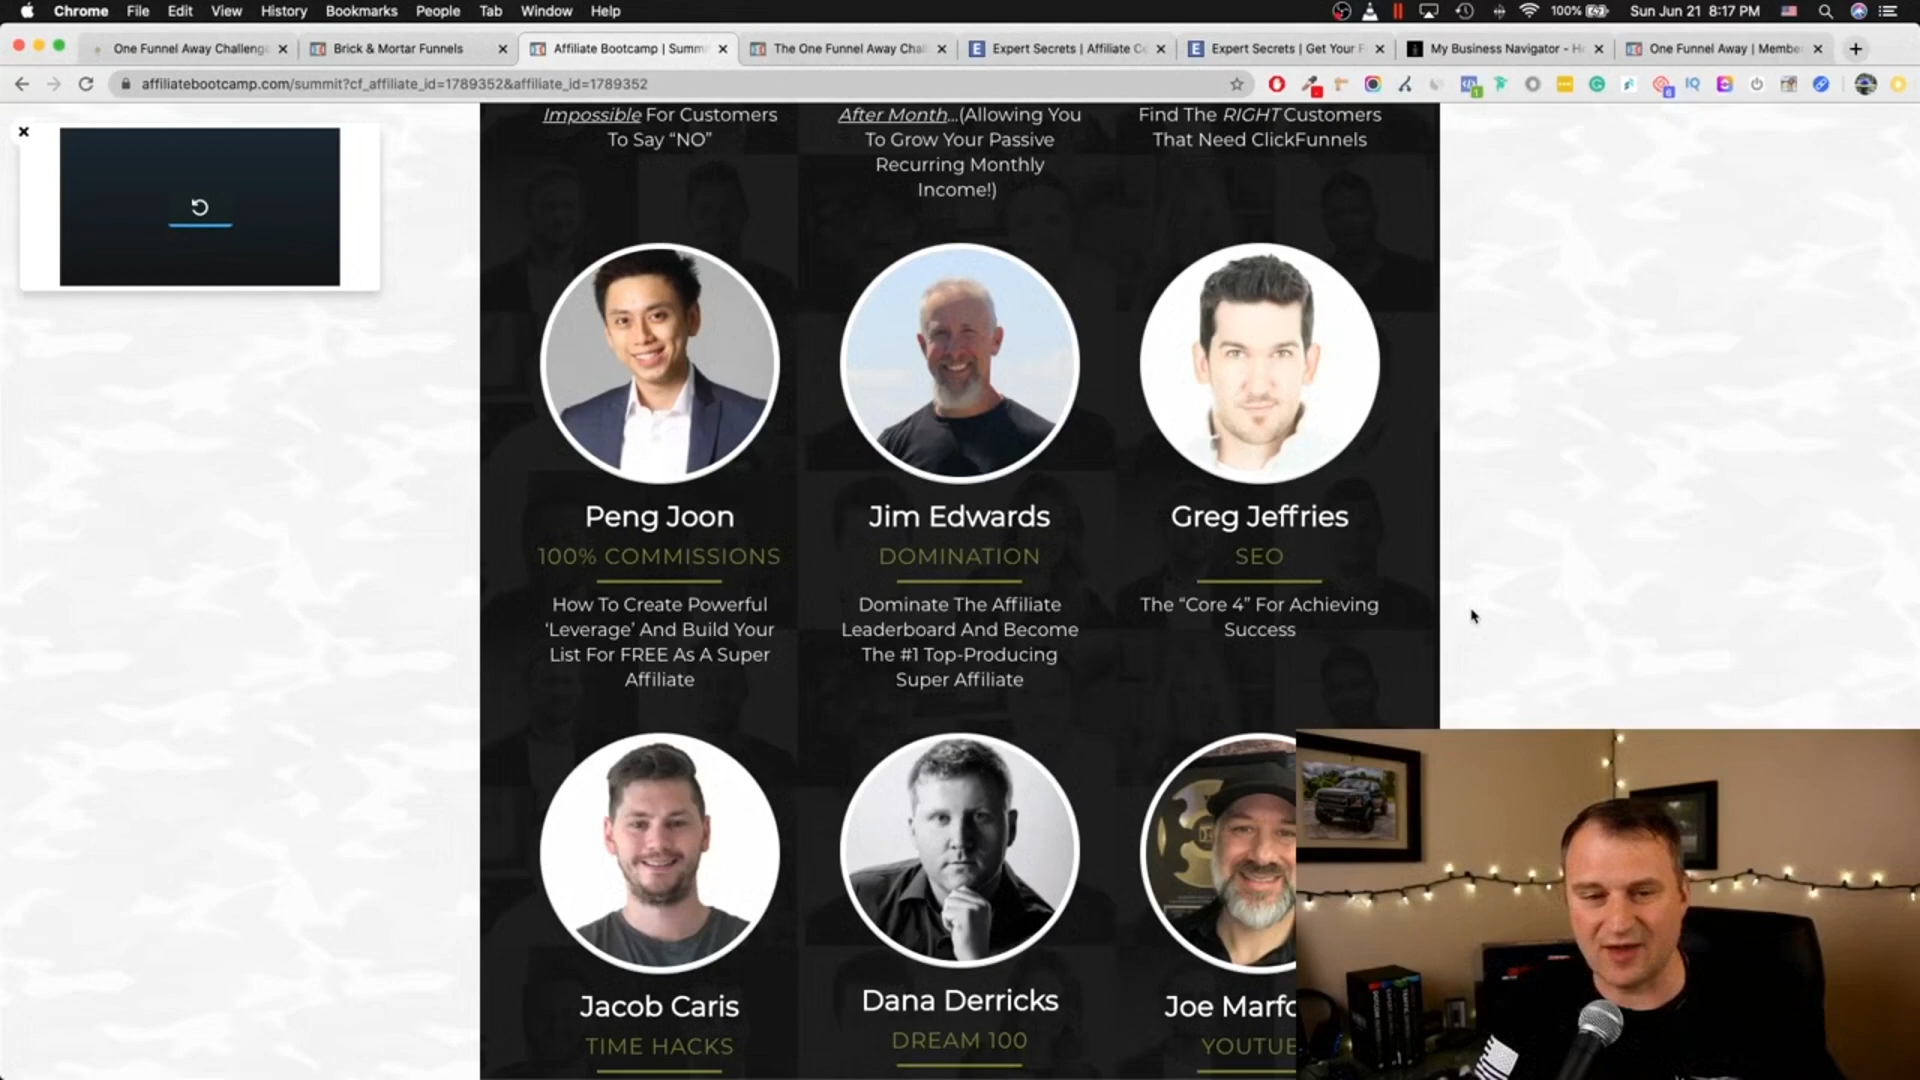 Chrome File Edit View History Bookmarks People Tab Window Help 100% Sun Jun 21 8:17 PM
One Funnel Away Challeng Brick & Mortar Funnels Affiliate Bootcamp | Summi The One Funnel Away Chal Expert Secrets | Affiliate Ce Expert Secrets | Get Your F My Business Navigator - H One Funnel Away | Membe
affiliatebootcamp.com/summit?cf_affiliate_id=1789352&affiliate_id=1789352
Impossible For Customers
To Say “NO”
After Month...(Allowing You
To Grow Your Passive
Recurring Monthly
Income!)
Find The RIGHT Customers
That Need ClickFunnels
Peng Joon
100% COMMISSIONS
How To Create Powerful
‘Leverage’ And Build Your
List For FREE As A Super
Affiliate
Jim Edwards
DOMINATION
Dominate The Affiliate
Leaderboard And Become
The #1 Top-Producing
Super Affiliate
Greg Jeffries
SEO
The “Core 4” For Achieving
Success
Jacob Caris
TIME HACKS
Dana Derricks
DREAM 100
Joe Marfo
YOUTUB